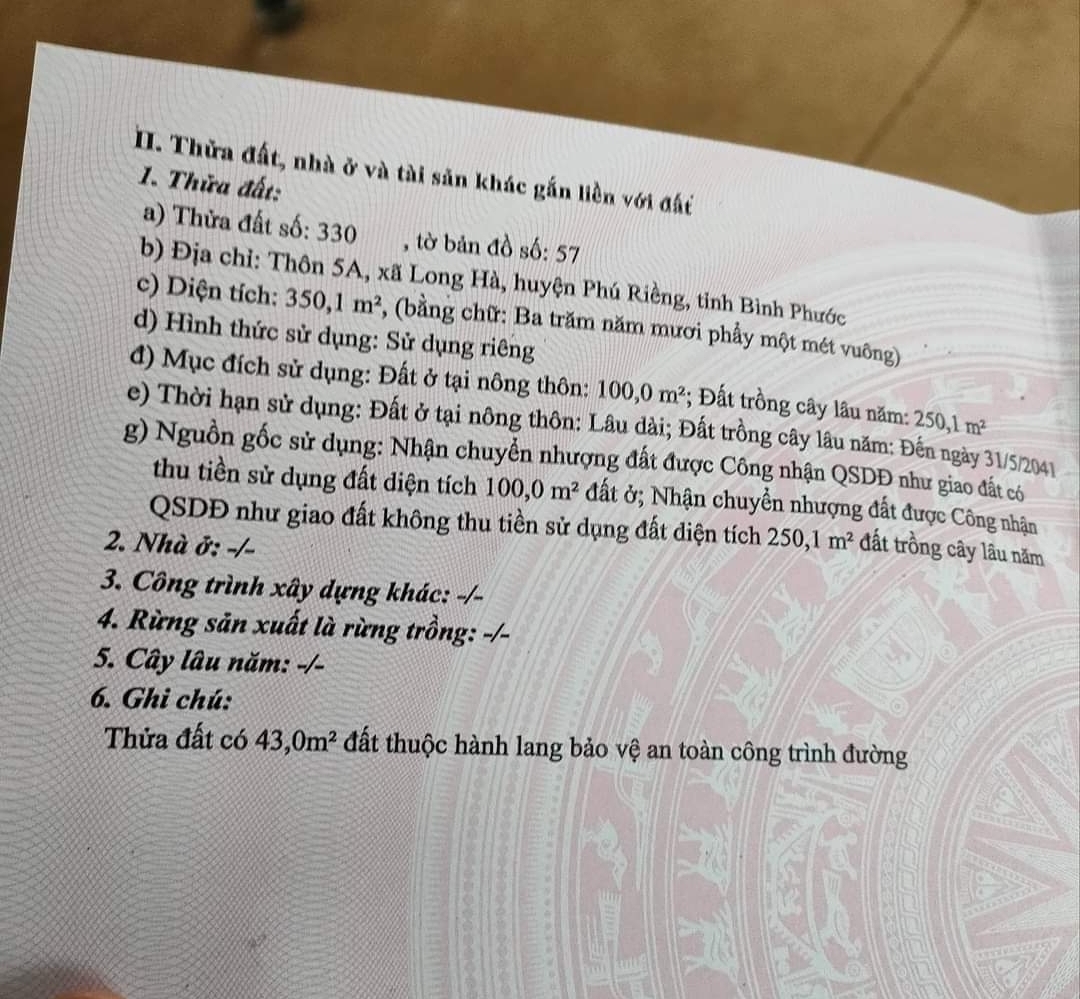 II. Thửa đất, nhà ở và tài sản khác gắn liền với đất
1. Thửa đất:
a) Thửa đất số: 330 , tờ bản đồ số: 57
b) Địa chỉ: Thôn 5A, xã Long Hà, huyện Phú Riềng, tỉnh Bình Phước
c) Diện tích: 350,1 m², (bằng chữ: Ba trăm năm mươi phẩy một mét vuông)
d) Hình thức sử dụng: Sử dụng riêng
đ) Mục đích sử dụng: Đất ở tại nông thôn: 100,0 m²; Đất trồng cây lâu năm: 250,1 m²
e) Thời hạn sử dụng: Đất ở tại nông thôn: Lâu dài; Đất trồng cây lâu năm: Đến ngày 31/5/2041
g) Nguồn gốc sử dụng: Nhận chuyển nhượng đất được Công nhận QSDĐ như giao đất có
thu tiền sử dụng đất diện tích 100,0 m² đất ở; Nhận chuyển nhượng đất được Công nhận
QSDĐ như giao đất không thu tiền sử dụng đất diện tích 250,1 m² đất trồng cây lâu năm
2. Nhà ở: -/-
3. Công trình xây dựng khác: -/-
4. Rừng sản xuất là rừng trồng: -/-
5. Cây lâu năm: -/-
6. Ghi chú:
Thửa đất có 43,0m² đất thuộc hành lang bảo vệ an toàn công trình đường